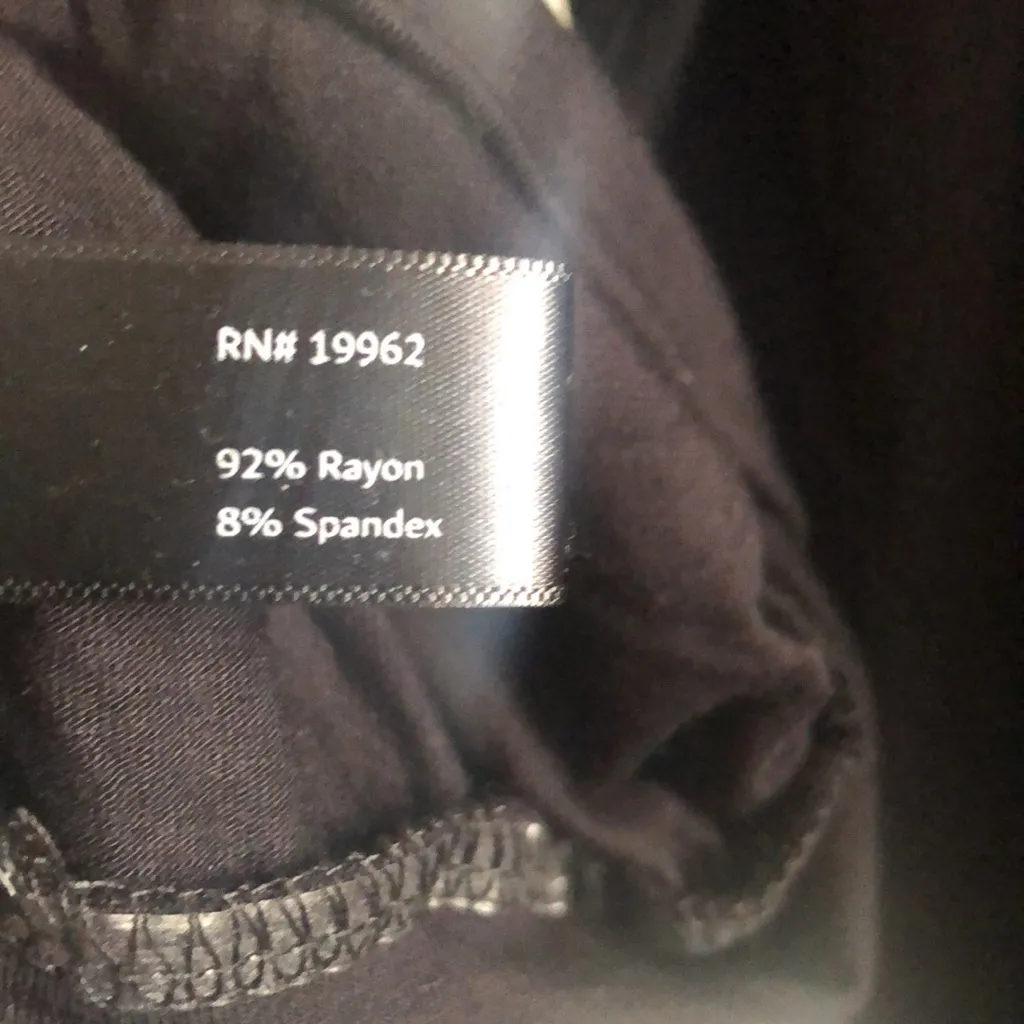 RN# 19962
92% Rayon
8% Spandex